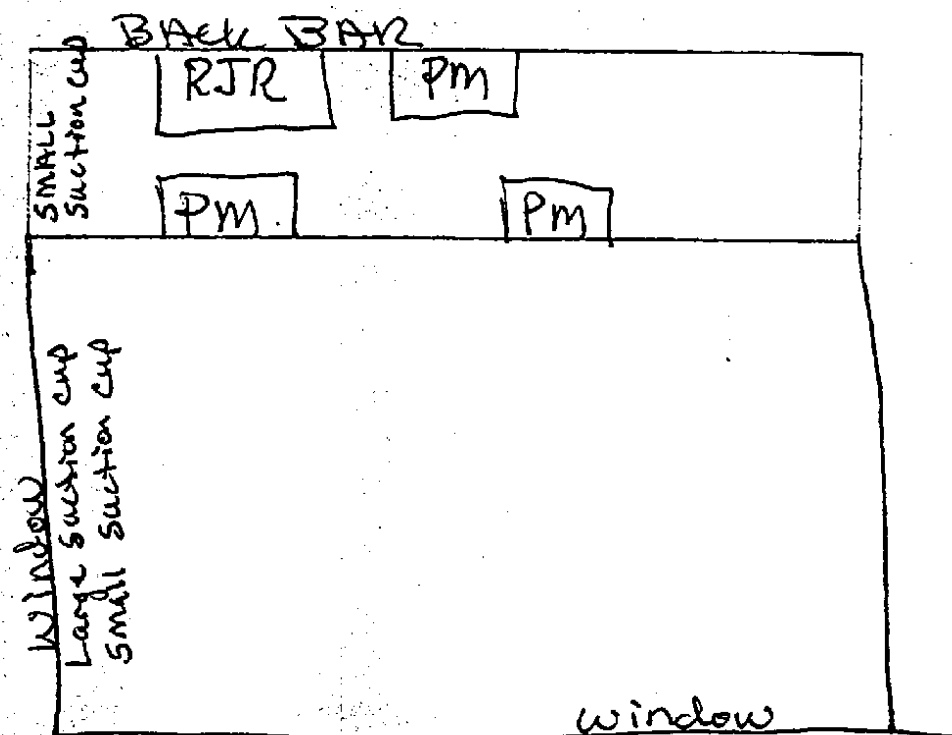 BACK BAR
RJR
PM
SMALL
Suction cup
PM
PM
Window
Large suction cup
Small suction cup
window